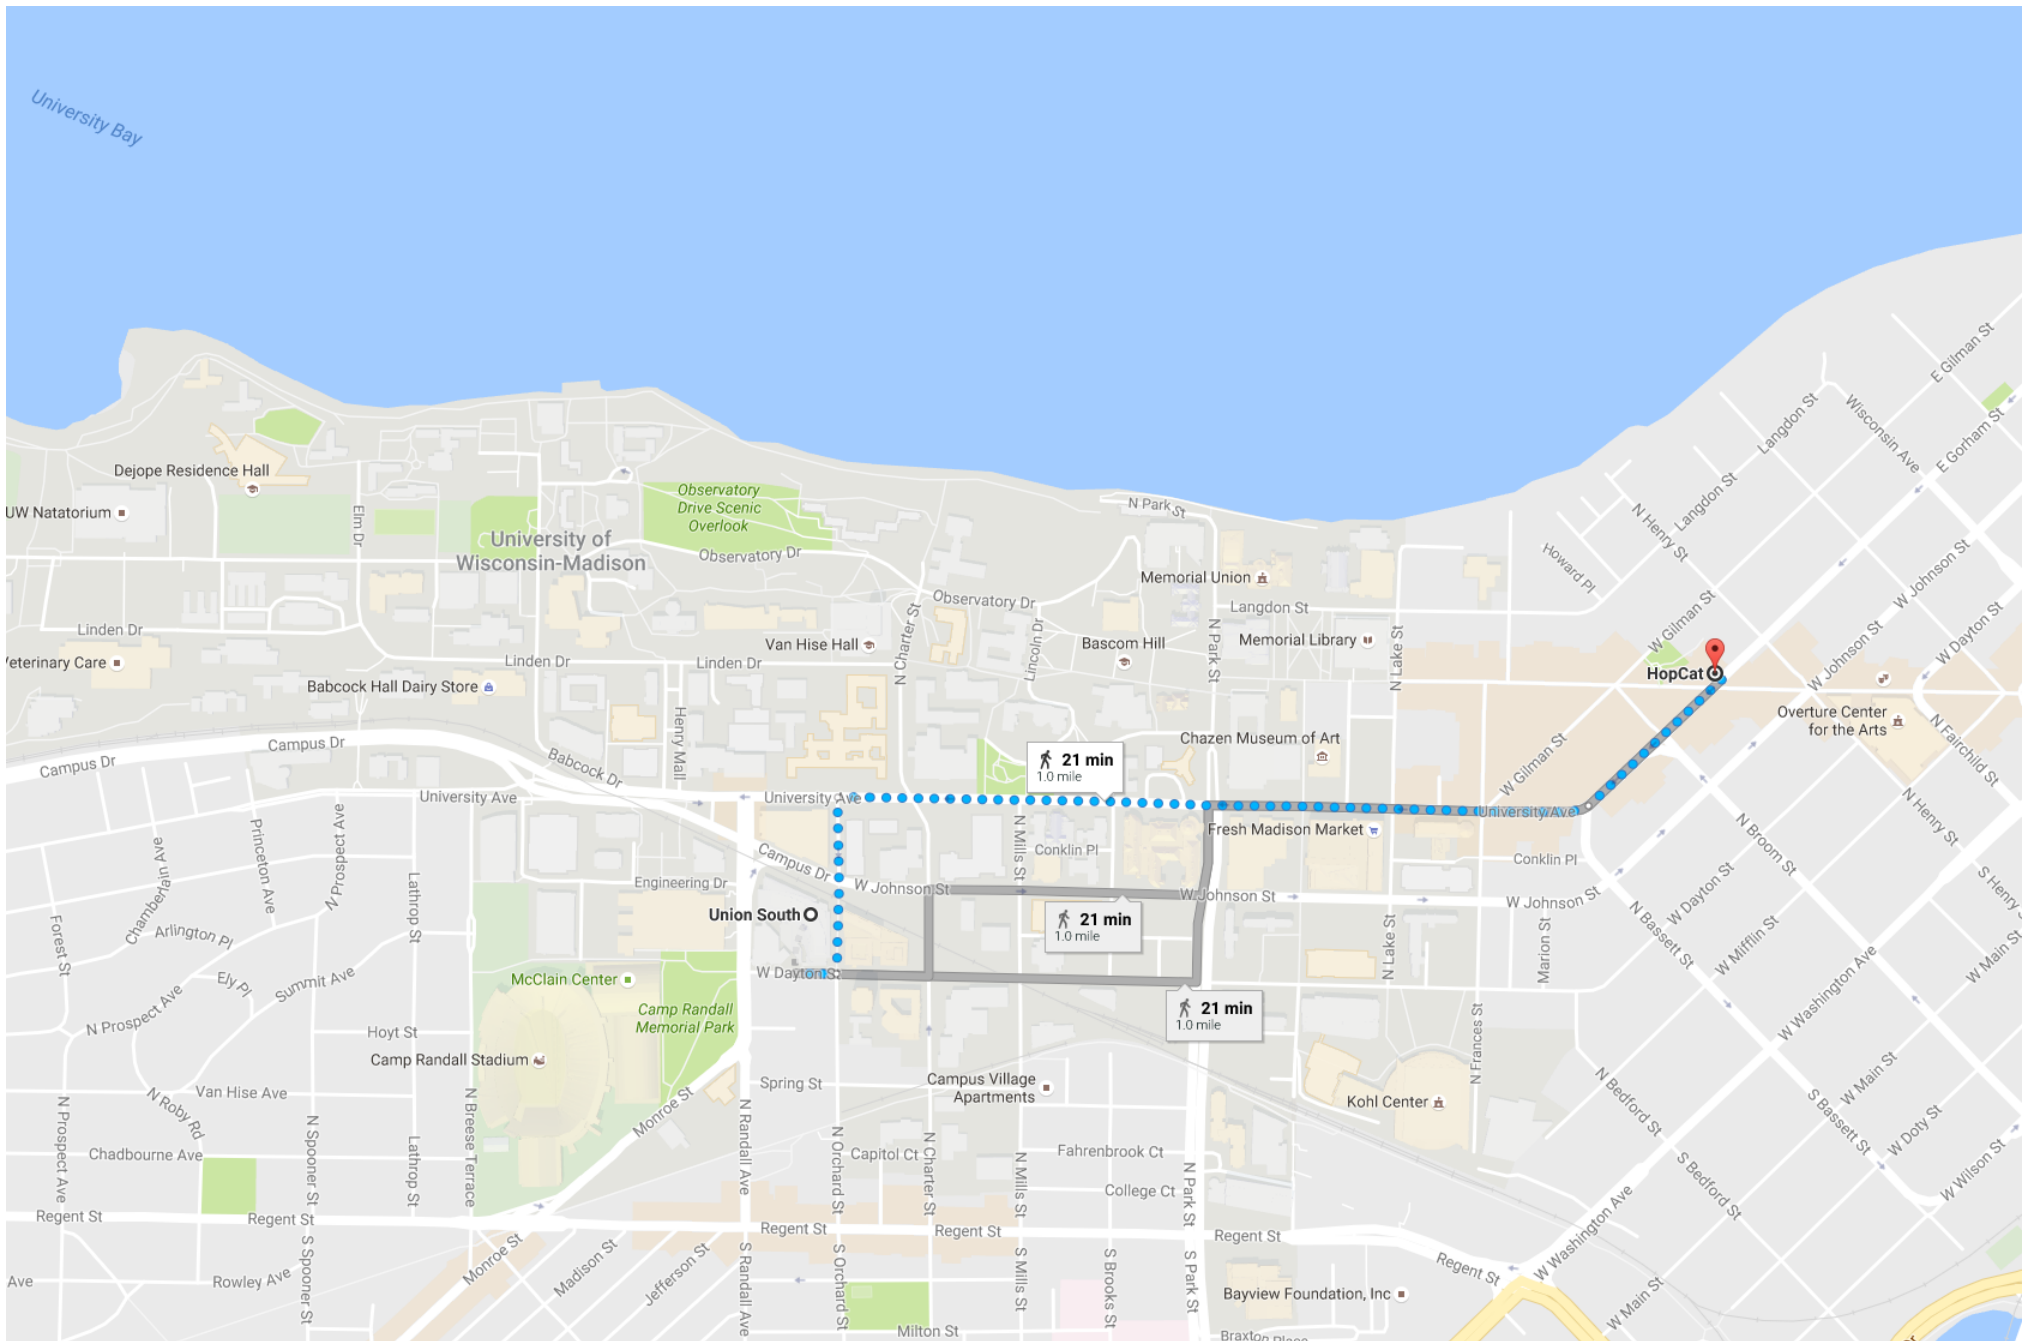 University Bay
E Gilman St
Langdon St
Wisconsin Ave
E Gorham St
Dejope Residence Hall
UW Natatorium
Elm Dr
Observatory
Drive Scenic
Overlook
University of
Wisconsin-Madison
Observatory Dr
N Park St
N Henry St
Langdon St
Howard Pl
W Johnson St
Memorial Union
Observatory Dr
Langdon St
W Gilman St
N Charter St
Linden Dr
Van Hise Hall
Lincoln Dr
Bascom Hill
N Park St
Memorial Library
N Lake St
W Johnson St
W Dayton St
Veterinary Care
Linden Dr
Linden Dr
HopCat
Babcock Hall Dairy Store
Henry Mall
Overture Center
for the Arts
N Fairchild St
Campus Dr
Campus Dr
Babcock Dr
Chazen Museum of Art
21 min
1.0 mile
W Gilman St
University Ave
University Ave
University Ave
Fresh Madison Market
N Henry St
N Broom St
Chamberlain Ave
Princeton Ave
N Prospect Ave
N Mills St
Conklin Pl
Conklin Pl
Campus Dr
Engineering Dr
Lathrop St
W Johnson St
W Johnson St
W Johnson St
W Dayton St
S Henry St
Union South
21 min
1.0 mile
N Bassett St
W Mifflin St
W Main St
Forest St
Arlington Pl
N Lake St
Marion St
W Washington Ave
W Dayton St
McClain Center
Ely Pl
Summit Ave
N Prospect Ave
Camp Randall
Memorial Park
21 min
1.0 mile
Hoyt St
N Frances St
Camp Randall Stadium
Spring St
Campus Village
Apartments
Kohl Center
N Bedford St
W Main St
S Bassett St
W Doty St
Van Hise Ave
N Roby Rd
Monroe St
N Prospect Ave
N Spooner St
N Breese Terrace
N Randall Ave
N Orchard St
N Charter St
Capitol Ct
N Mills St
Fahrenbrook Ct
College Ct
N Park St
Chadbourne Ave
Lathrop St
S Bedford St
W Wilson St
Regent St
Regent St
Regent St
Regent St
Regent St
Regent St
W Washington Ave
Monroe St
Madison St
Jefferson St
S Spooner St
S Randall Ave
S Orchard St
S Mills St
S Brooks St
S Park St
Ave
Rowley Ave
Bayview Foundation, Inc
W Main St
Milton St